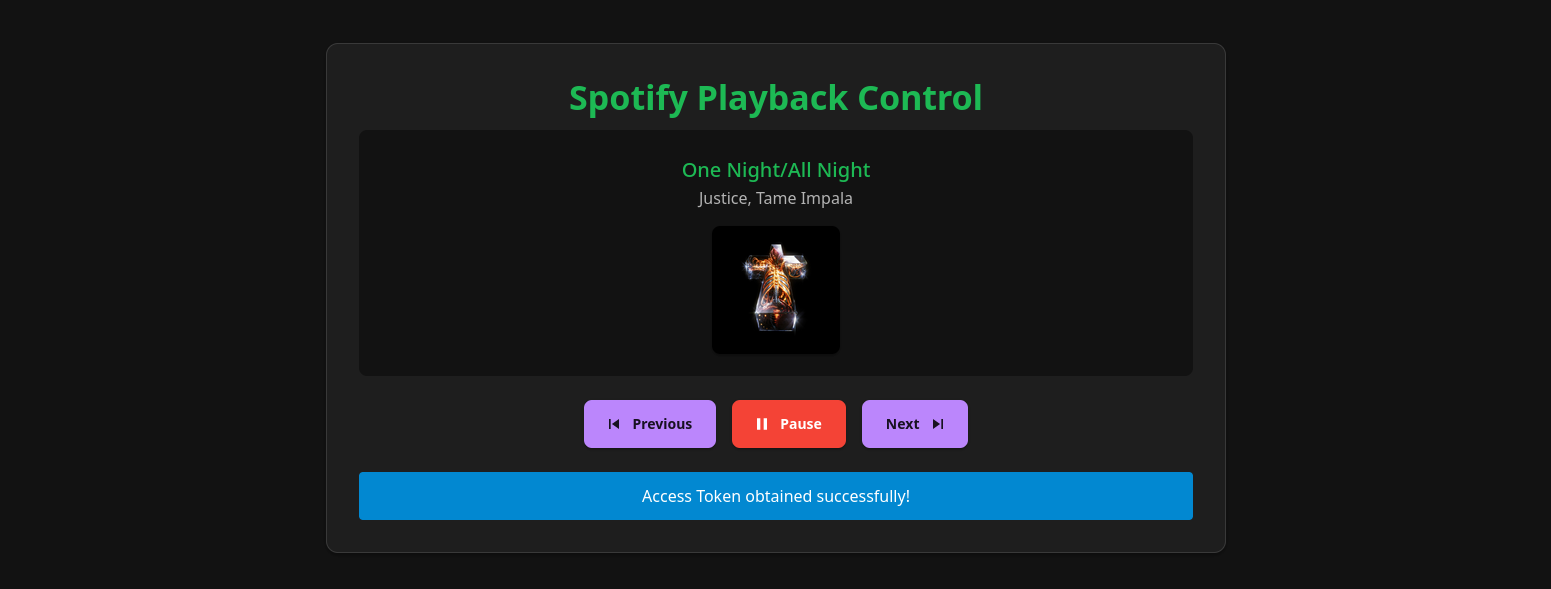 Spotify Playback Control
One Night/All Night
Justice, Tame Impala
Previous
Pause
Next
Access Token obtained successfully!